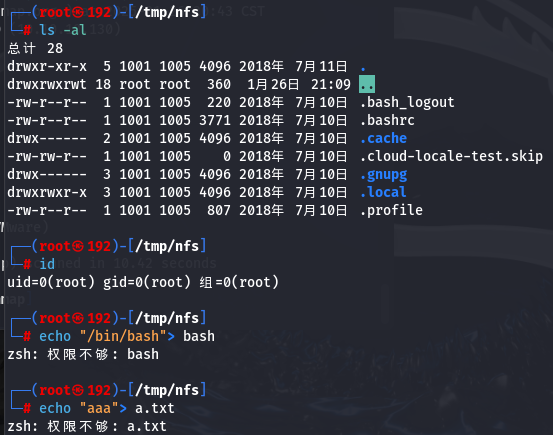 ┌──(root㉿192)-[/tmp/nfs]
└─# ls -al
总计 28
drwxr-xr-x 5 1001 1005 4096 2018年 7月11日 .
drwxrwxrwt 18 root root 360 1月26日 21:09 ..
-rw-r--r-- 1 1001 1005 220 2018年 7月10日 .bash_logout
-rw-r--r-- 1 1001 1005 3771 2018年 7月10日 .bashrc
drwx------ 2 1001 1005 4096 2018年 7月10日 .cache
-rw-rw-r-- 1 1001 1005 0 2018年 7月10日 .cloud-locale-test.skip
drwx------ 3 1001 1005 4096 2018年 7月10日 .gnupg
drwxrwxr-x 3 1001 1005 4096 2018年 7月10日 .local
-rw-r--r-- 1 1001 1005 807 2018年 7月10日 .profile
┌──(root㉿192)-[/tmp/nfs]
└─# id
uid=0(root) gid=0(root) 组=0(root)
┌──(root㉿192)-[/tmp/nfs]
└─# echo "/bin/bash"> bash
zsh: 权限不够: bash
┌──(root㉿192)-[/tmp/nfs]
└─# echo "aaa"> a.txt
zsh: 权限不够: a.txt